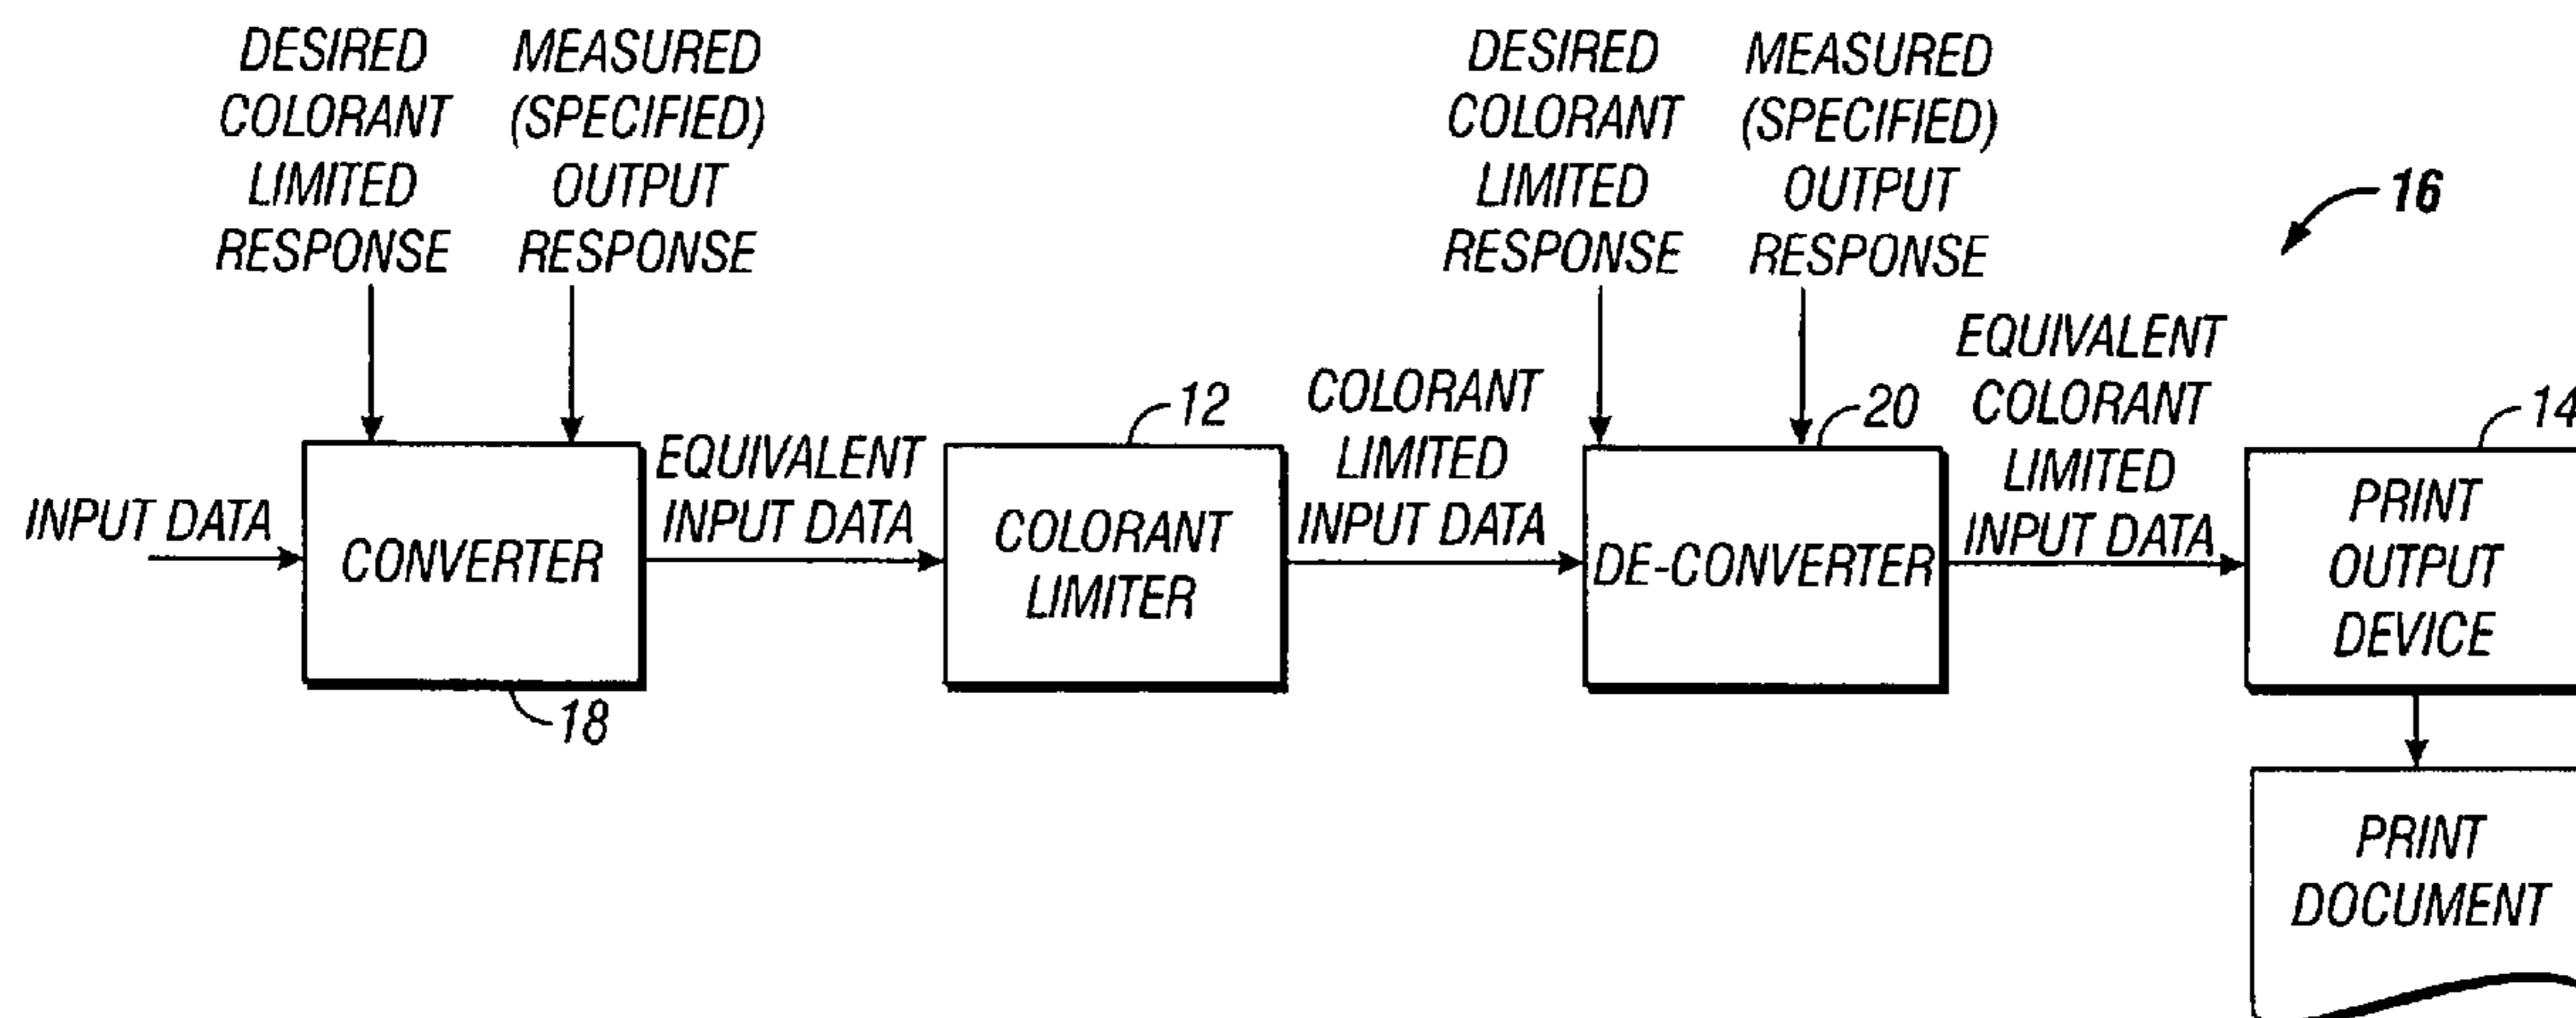 DESIRED
COLORANT
LIMITED
RESPONSE
MEASURED
(SPECIFIED)
OUTPUT
RESPONSE
DESIRED
COLORANT
LIMITED
RESPONSE
MEASURED
(SPECIFIED)
OUTPUT
RESPONSE
16
INPUT DATA
CONVERTER
18
EQUIVALENT
INPUT DATA
12
COLORANT
LIMITER
COLORANT
LIMITED
INPUT DATA
20
DE-CONVERTER
EQUIVALENT
COLORANT
LIMITED
INPUT DATA
14
PRINT
OUTPUT
DEVICE
PRINT
DOCUMENT